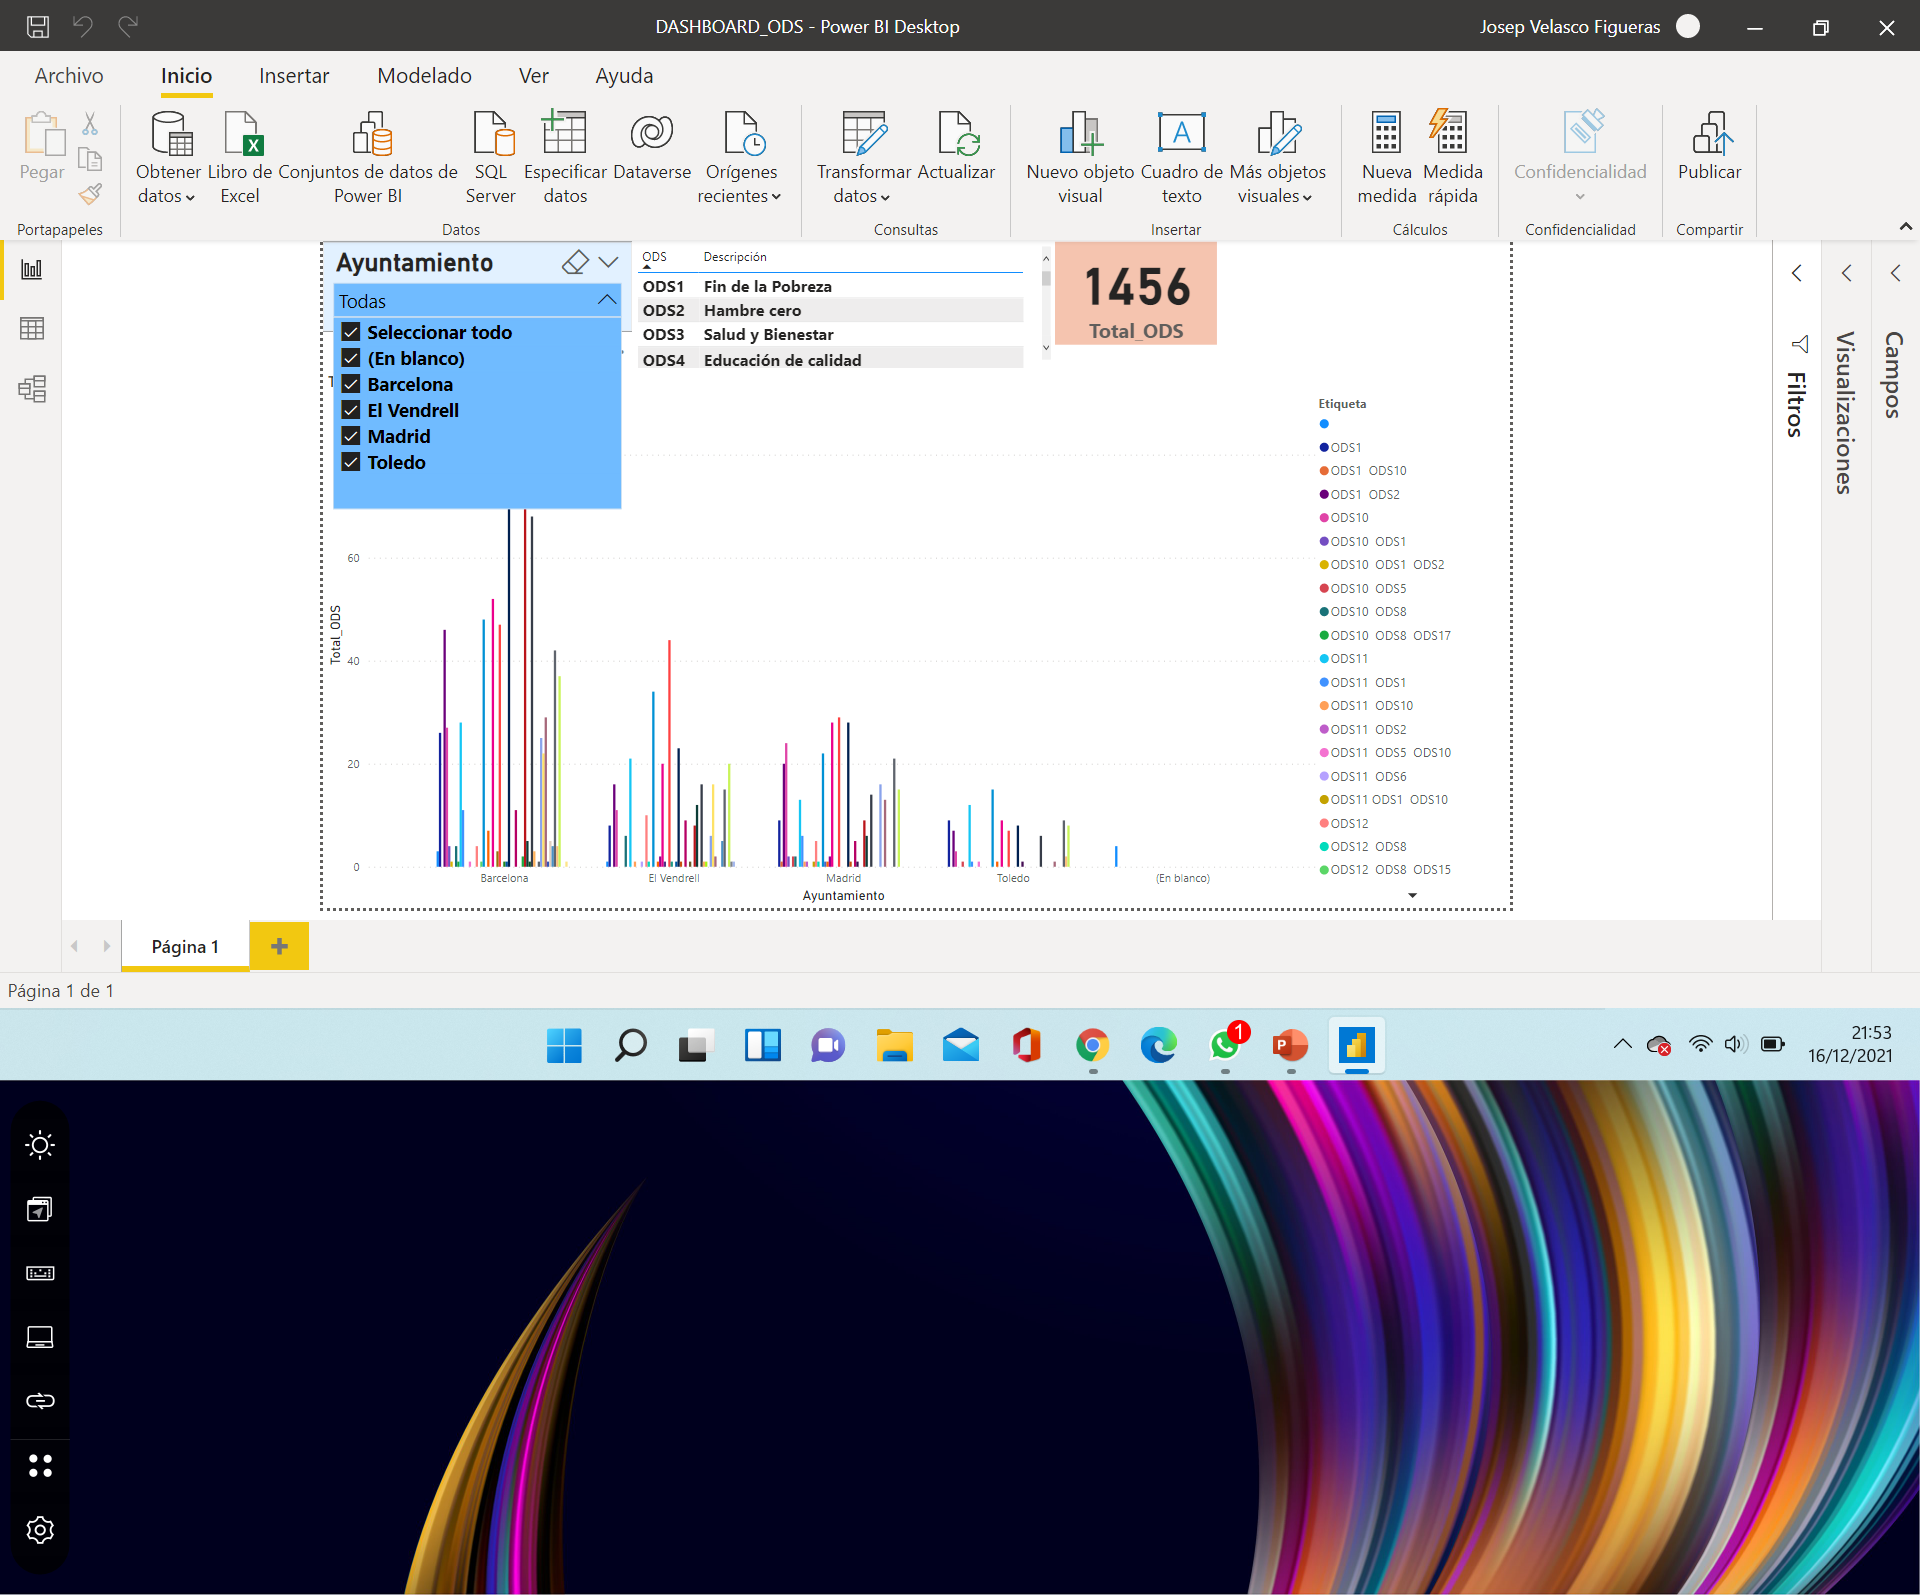 DASHBOARD_ODS - Power BI Desktop
Josep Velasco Figueras
Archivo
Inicio
Insertar
Modelado
Ver
Ayuda
Pegar
Obtener
datos
Libro de
Excel
Conjuntos de datos de
Power BI
SQL
Server
Especificar
datos
Dataverse
Orígenes
recientes
Transformar
datos
Actualizar
Nuevo objeto
visual
Cuadro de
texto
Más objetos
visuales
Nueva
medida
Medida
rápida
Confidencialidad
Publicar
Portapapeles
Datos
Consultas
Insertar
Cálculos
Confidencialidad
Compartir
Ayuntamiento
Todas
Seleccionar todo
(En blanco)
Barcelona
El Vendrell
Madrid
Toledo
ODS Descripción
ODS1 Fin de la Pobreza
ODS2 Hambre cero
ODS3 Salud y Bienestar
ODS4 Educación de calidad
1456
Total_ODS
Filtros
Visualizaciones
Campos
Etiqueta
ODS1
ODS1 ODS10
ODS1 ODS2
ODS10
ODS10 ODS1
ODS10 ODS1 ODS2
ODS10 ODS5
ODS10 ODS8
ODS10 ODS8 ODS17
ODS11
ODS11 ODS1
ODS11 ODS10
ODS11 ODS2
ODS11 ODS5 ODS10
ODS11 ODS6
ODS11 ODS1 ODS10
ODS12
ODS12 ODS8
ODS12 ODS8 ODS15
Total_ODS
60
40
20
0
Barcelona
El Vendrell
Madrid
Toledo
(En blanco)
Ayuntamiento
Página 1
Página 1 de 1
1
21:53
16/12/2021